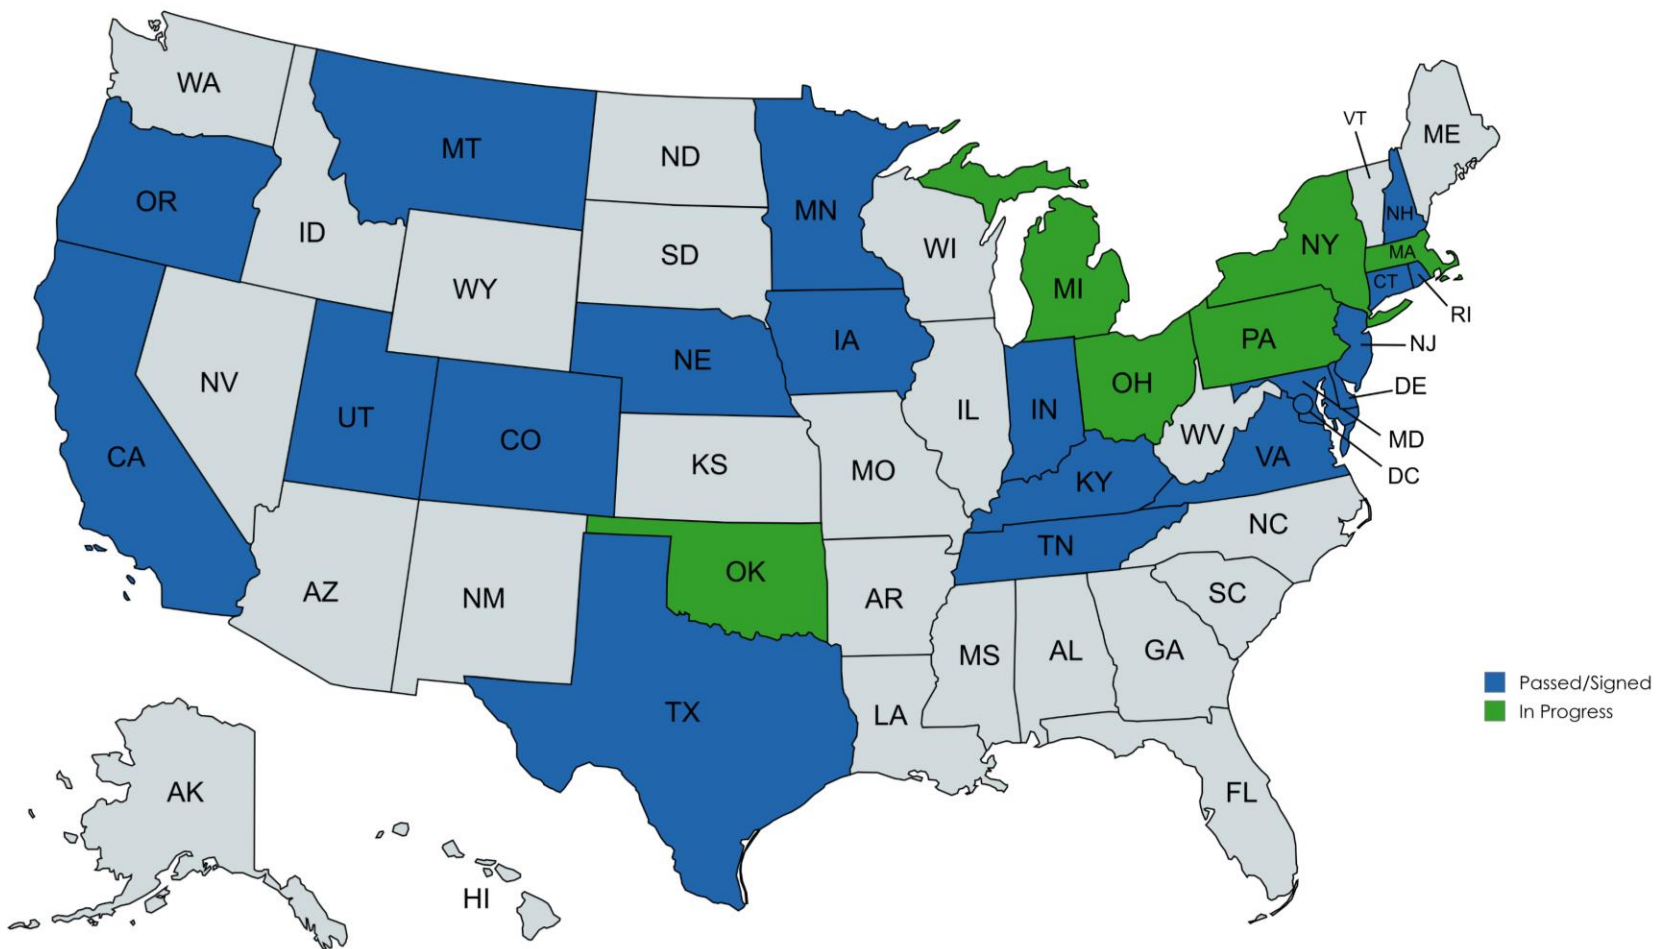 WA
MT
ND
MN
VT
ME
OR
ID
SD
WI
NY
NH
MA
WY
MI
CT
RI
NE
IA
PA
NJ
NV
OH
DE
UT
CO
IL
IN
MD
CA
KS
MO
WV
VA
DC
KY
NC
TN
OK
AZ
NM
AR
SC
MS
AL
GA
TX
LA
Passed/Signed
In Progress
AK
FL
HI